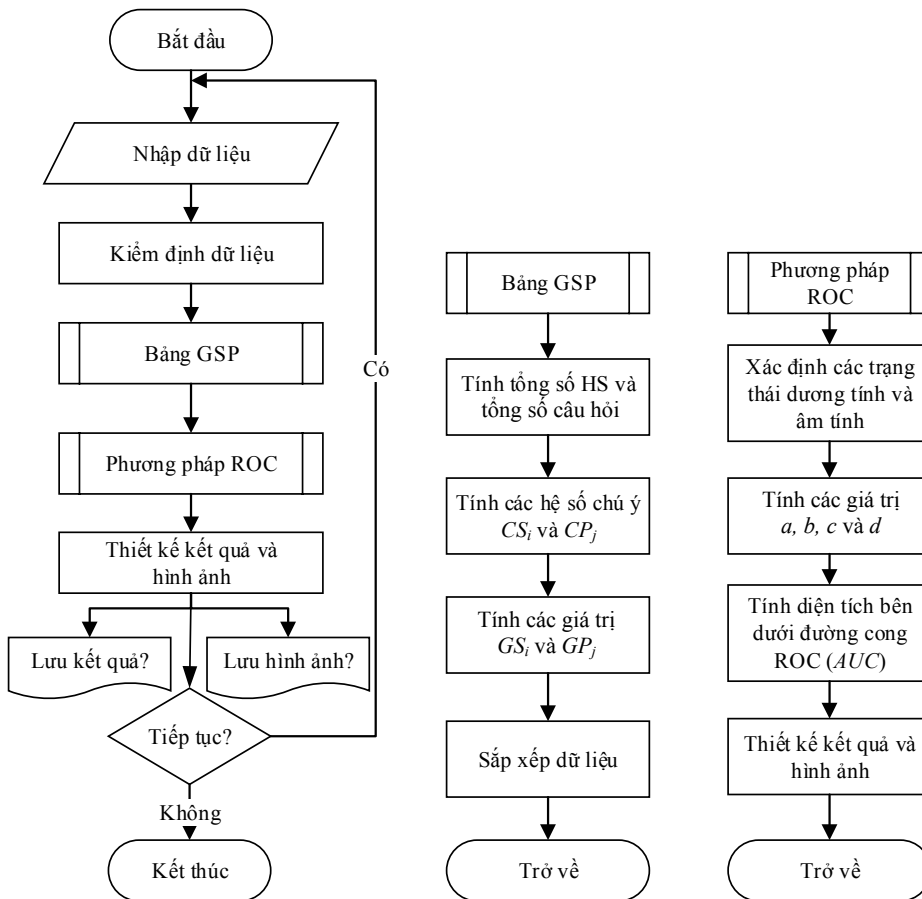 Bắt đầu
Nhập dữ liệu
Kiểm định dữ liệu
Bảng GSP
Phương pháp ROC
Thiết kế kết quả và
hình ảnh
Lưu kết quả?
Lưu hình ảnh?
Tiếp tục?
Có
Không
Kết thúc
Bảng GSP
Tính tổng số HS và
tổng số câu hỏi
Tính các hệ số chú ý
CS_i và CP_j
Tính các giá trị
GS_i và GP_j
Sắp xếp dữ liệu
Trở về
Phương pháp
ROC
Xác định các trạng
thái dương tính và
âm tính
Tính các giá trị
a, b, c và d
Tính diện tích bên
dưới đường cong
ROC (AUC)
Thiết kế kết quả và
hình ảnh
Trở về